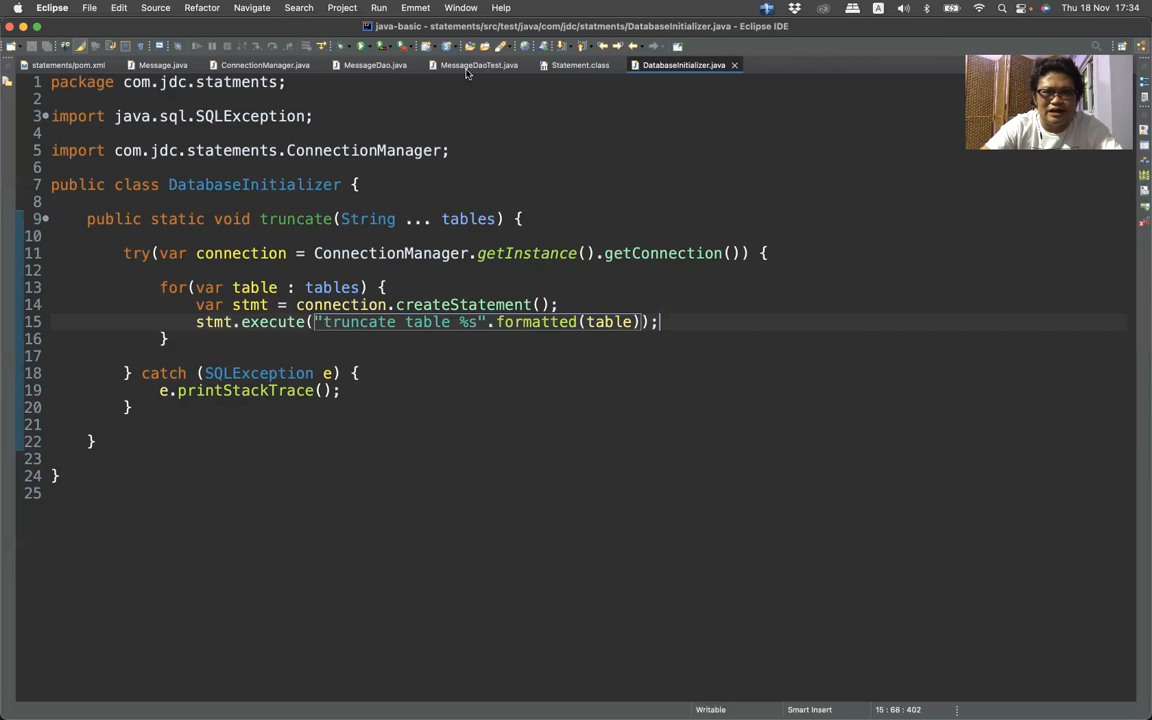 Eclipse File Edit Source Refactor Navigate Search Project Run Emmet Window Help
A Thu 18 Nov 17:34
java-basic - statements/src/test/java/com/jdc/statments/DatabaseInitializer.java - Eclipse IDE
statements/pom.xml Message.java ConnectionManager.java MessageDao.java MessageDaoTest.java Statement.class DatabaseInitializer.java
1 package com.jdc.statments;
2
3 import java.sql.SQLException;
4
5 import com.jdc.statements.ConnectionManager;
6
7 public class DatabaseInitializer {
8
9 public static void truncate(String ... tables) {
10
11 try(var connection = ConnectionManager.getInstance().getConnection()) {
12
13 for(var table : tables) {
14 var stmt = connection.createStatement();
15 stmt.execute("truncate table %s".formatted(table));
16 }
17
18 } catch (SQLException e) {
19 e.printStackTrace();
20 }
21
22 }
23
24 }
25
Writable Smart Insert 15 : 68 : 402